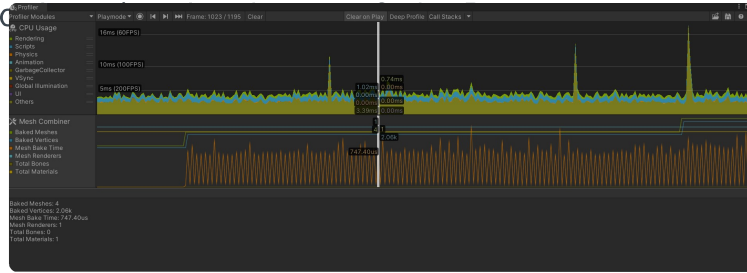 Profiler
Profiler Modules Playmode Frame: 1023 / 1195 Clear Clear on Play Deep Profile Call Stacks
CPU Usage
Rendering
Scripts
Physics
Animation
GarbageCollector
VSync
Global Illumination
UI
Others
16ms (60FPS)
10ms (100FPS)
5ms (200FPS)
0.74ms
1.02ms 0.00ms
0.00ms
0.00ms 0.00ms
3.39ms 0.00ms
Mesh Combiner
Baked Meshes
Baked Vertices
Mesh Bake Time
Mesh Renderers
Total Bones
Total Materials
4 1
2.06k
747.40us
Baked Meshes: 4
Baked Vertices: 2.06k
Mesh Bake Time: 747.40us
Mesh Renderers: 1
Total Bones: 0
Total Materials: 1